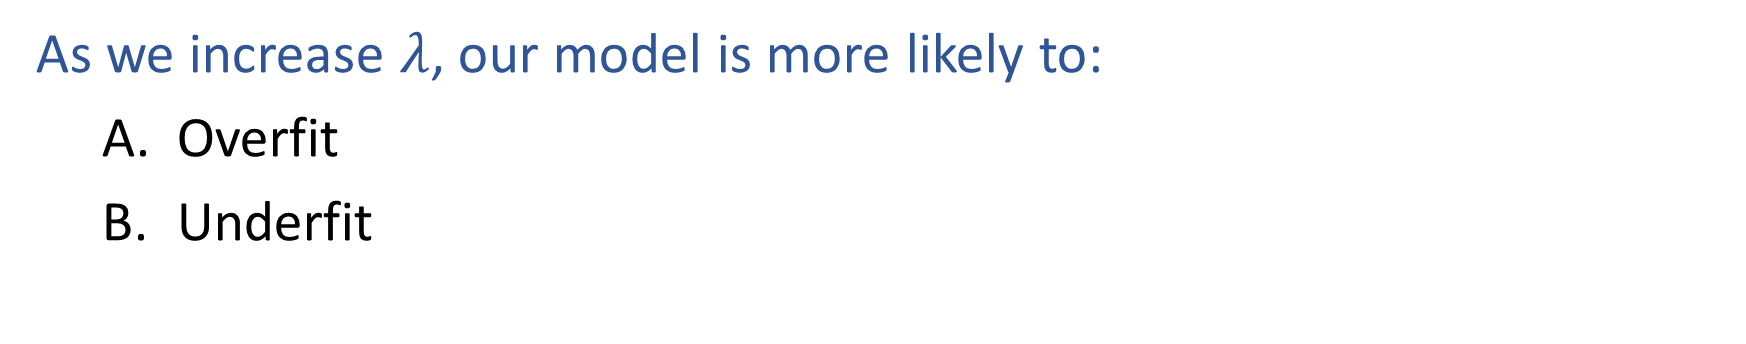 As we increase λ, our model is more likely to:
A. Overfit
B. Underfit